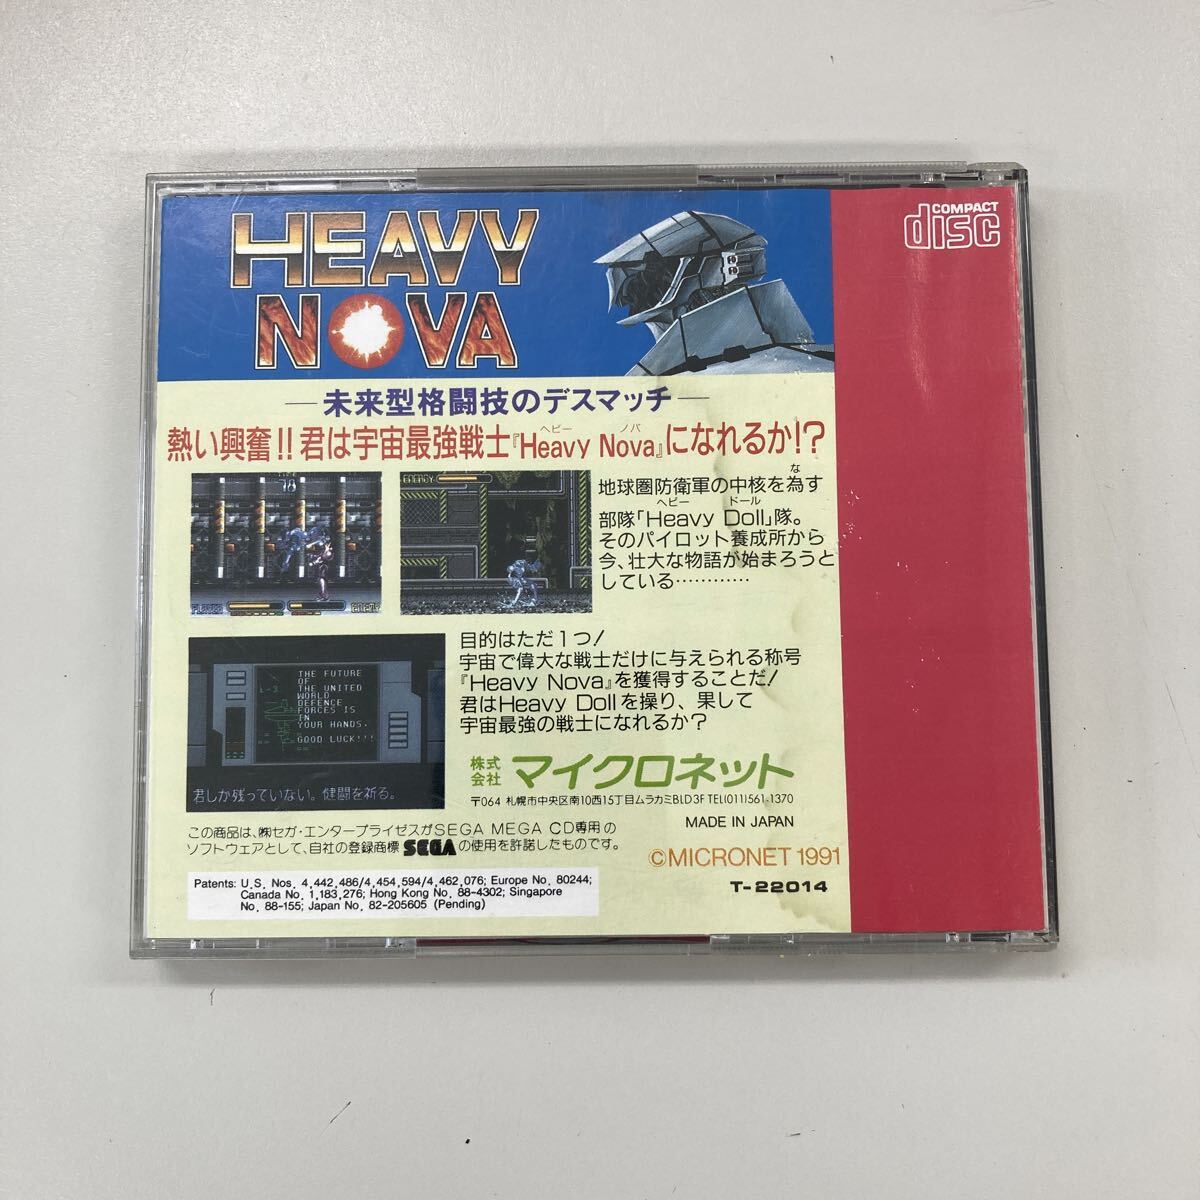 HEAVY
NOVA
COMPACT
disc
未来型格闘技のデスマッチ
ヘビー ノバ
熱い興奮!!君は宇宙最強戦士『Heavy Nova』になれるか!?
ENERGY
78
PLAYER
な
地球圏防衛軍の中核を為す
ヘビー ドール
部隊「Heavy Doll」隊。
そのパイロット養成所から
今、壮大な物語が始まろうと
している…………
THE FUTURE
OF
THE UNITED
WORLD
DEFENCE
FORCES IS
IN
YOUR HANDS.
GOOD LUCK!!!
L-3
君しか残っていない。健闘を祈る。
目的はただ1つ!
宇宙で偉大な戦士だけに与えられる称号
『Heavy Nova』を獲得することだ!
君はHeavy Dollを操り、果して
宇宙最強の戦士になれるか?
株式会社 マイクロネット
〒064 札幌市中央区南10西15丁目ムラカミBLD3F TEL(011)561-1370
MADE IN JAPAN
この商品は、㈱セガ・エンタープライゼスがSEGA MEGA CD専用の
ソフトウェアとして、自社の登録商標 SEGA の使用を許諾したものです。
©MICRONET 1991
T-22014
Patents: U.S. Nos. 4,442,486/4,454,594/4,462,076; Europe No. 80244;
Canada No. 1,183,276; Hong Kong No. 88-4302; Singapore
No. 88-155; Japan No. 82-205605 (Pending)